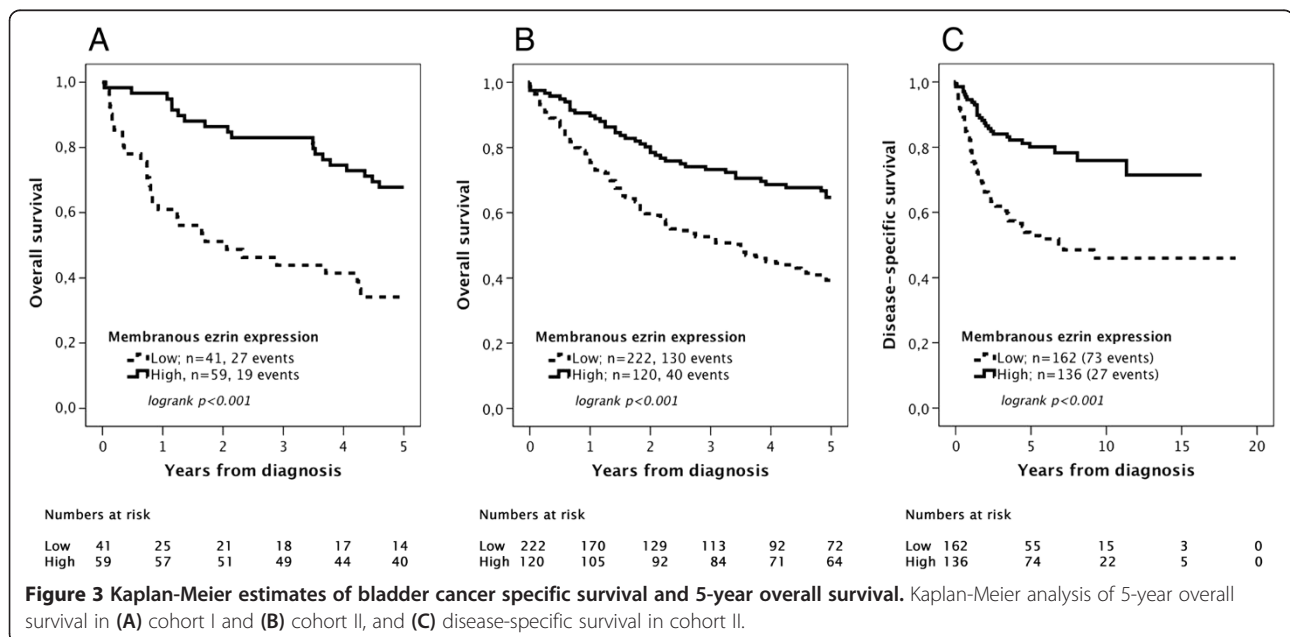 A
B
C
1,0
0,8
0,6
0,4
0,2
0,0
Overall survival
Membranous ezrin expression
Low; n=41, 27 events
High, n=59, 19 events
logrank p<0.001
0 1 2 3 4 5
Years from diagnosis
1,0
0,8
0,6
0,4
0,2
0,0
Overall survival
Membranous ezrin expression
Low; n=222, 130 events
High; n=120, 40 events
logrank p<0.001
0 1 2 3 4 5
Years from diagnosis
1,0
0,8
0,6
0,4
0,2
0,0
Disease-specific survival
Membranous ezrin expression
Low; n=162 (73 events)
High; n=136 (27 events)
logrank p<0.001
0 5 10 15 20
Years from diagnosis
Numbers at risk
Low 41 25 21 18 17 14
High 59 57 51 49 44 40
Numbers at risk
Low 222 170 129 113 92 72
High 120 105 92 84 71 64
Numbers at risk
Low 162 55 15 3 0
High 136 74 22 5 0
Figure 3 Kaplan-Meier estimates of bladder cancer specific survival and 5-year overall survival. Kaplan-Meier analysis of 5-year overall
survival in (A) cohort I and (B) cohort II, and (C) disease-specific survival in cohort II.